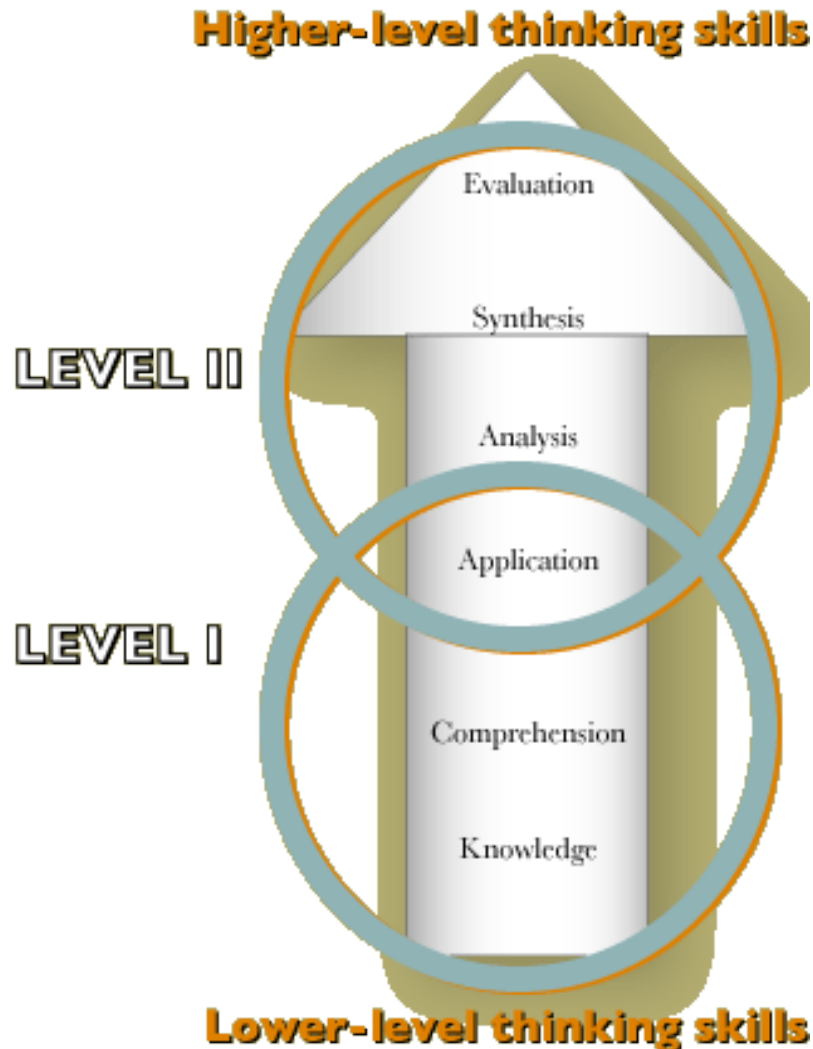 Higher-level thinking skills
Evaluation
Synthesis
LEVEL II
Analysis
Application
LEVEL I
Comprehension
Knowledge
Lower-level thinking skills